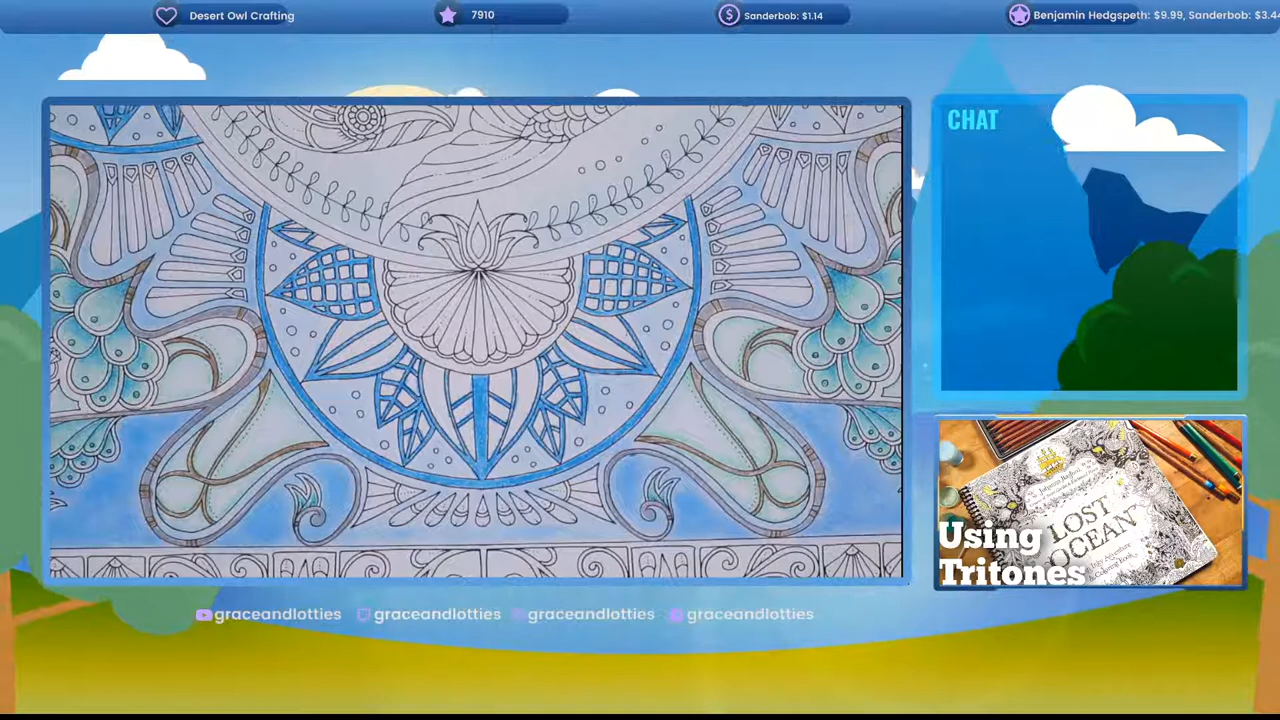 Desert Owl Crafting
7910
Sanderbob: $1.14
Benjamin Hedgspeth: $9.99, Sanderbob: $3.4
CHAT
LOST
OCEAN
Using
Tritones
graceandlotties graceandlotties graceandlotties graceandlotties